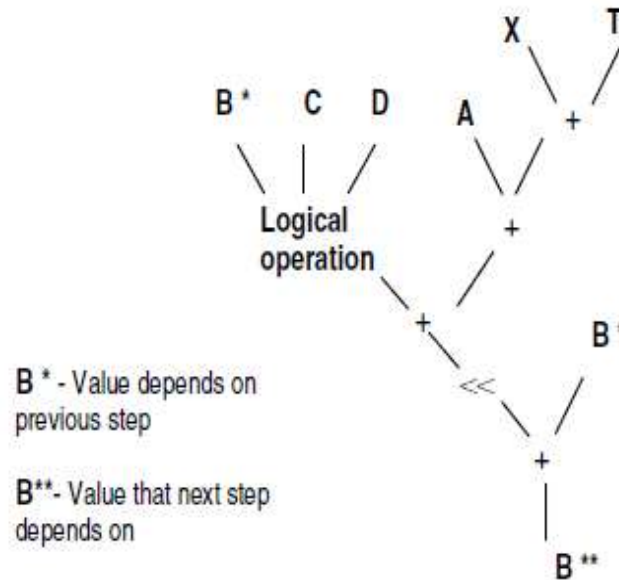 X T
B * C D A
+
Logical
operation
+
+
B *
<<
B * - Value depends on
previous step
+
B**- Value that next step
depends on
B **